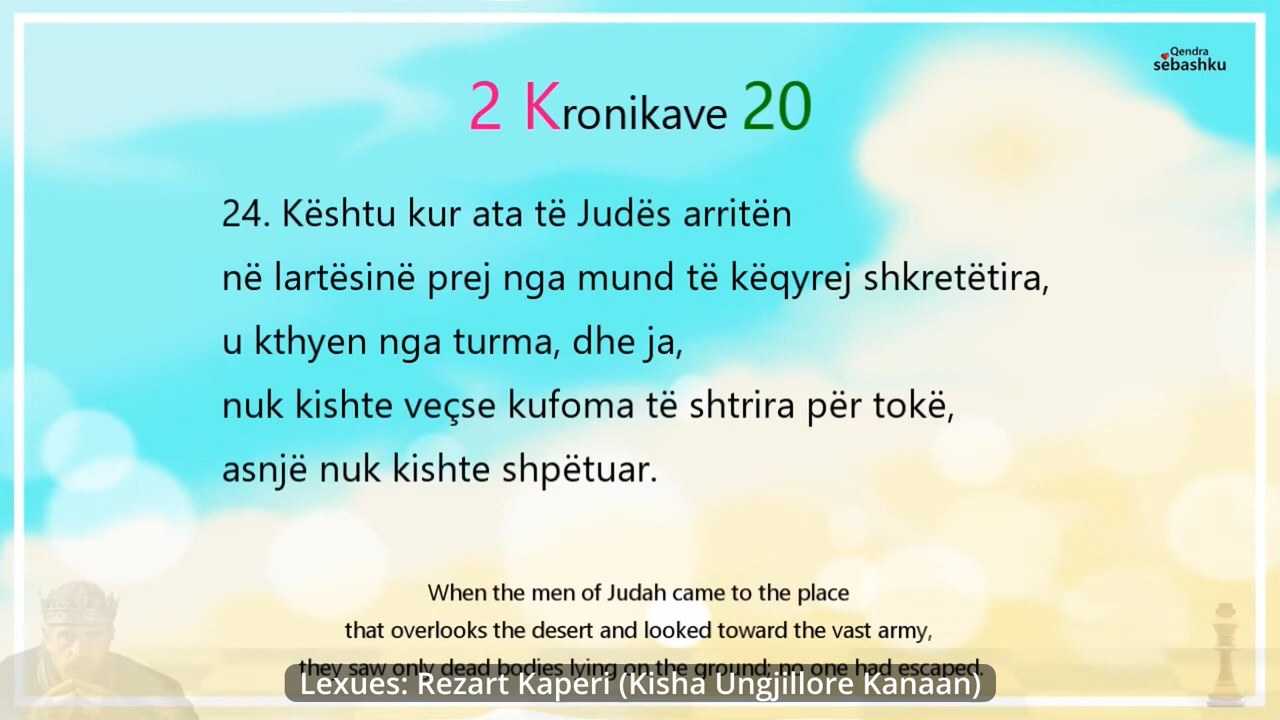 Qendra
sëbashku
2 Kronikave 20
24. Kështu kur ata të Judës arritën
në lartësinë prej nga mund të këqyrej shkretëtira,
u kthyen nga turma, dhe ja,
nuk kishte veçse kufoma të shtrira për tokë,
asnjë nuk kishte shpëtuar.
When the men of Judah came to the place
that overlooks the desert and looked toward the vast army,
they saw only dead bodies lying on the ground; no one had escaped.
Lexues: Rezart Kaperi (Kisha Ungjillore Kanaan)